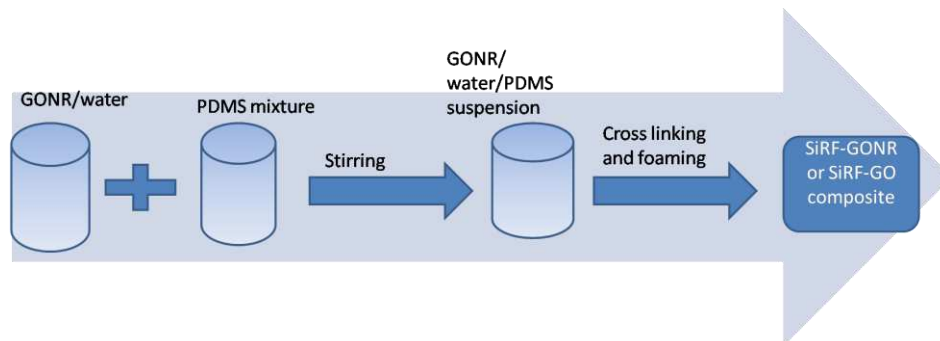 GONR/water
PDMS mixture
Stirring
GONR/
water/PDMS
suspension
Cross linking
and foaming
SiRF-GONR
or SiRF-GO
composite